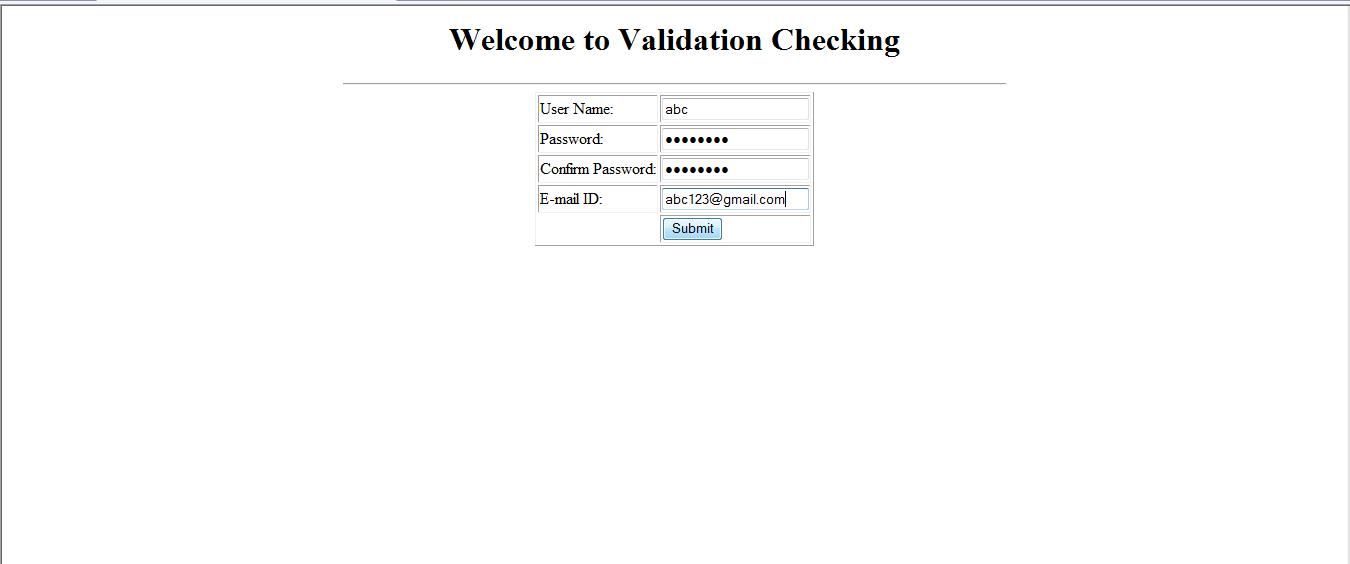 Welcome to Validation Checking
User Name: abc
Password: ••••••••
Confirm Password: ••••••••
E-mail ID: abc123@gmail.com
Submit